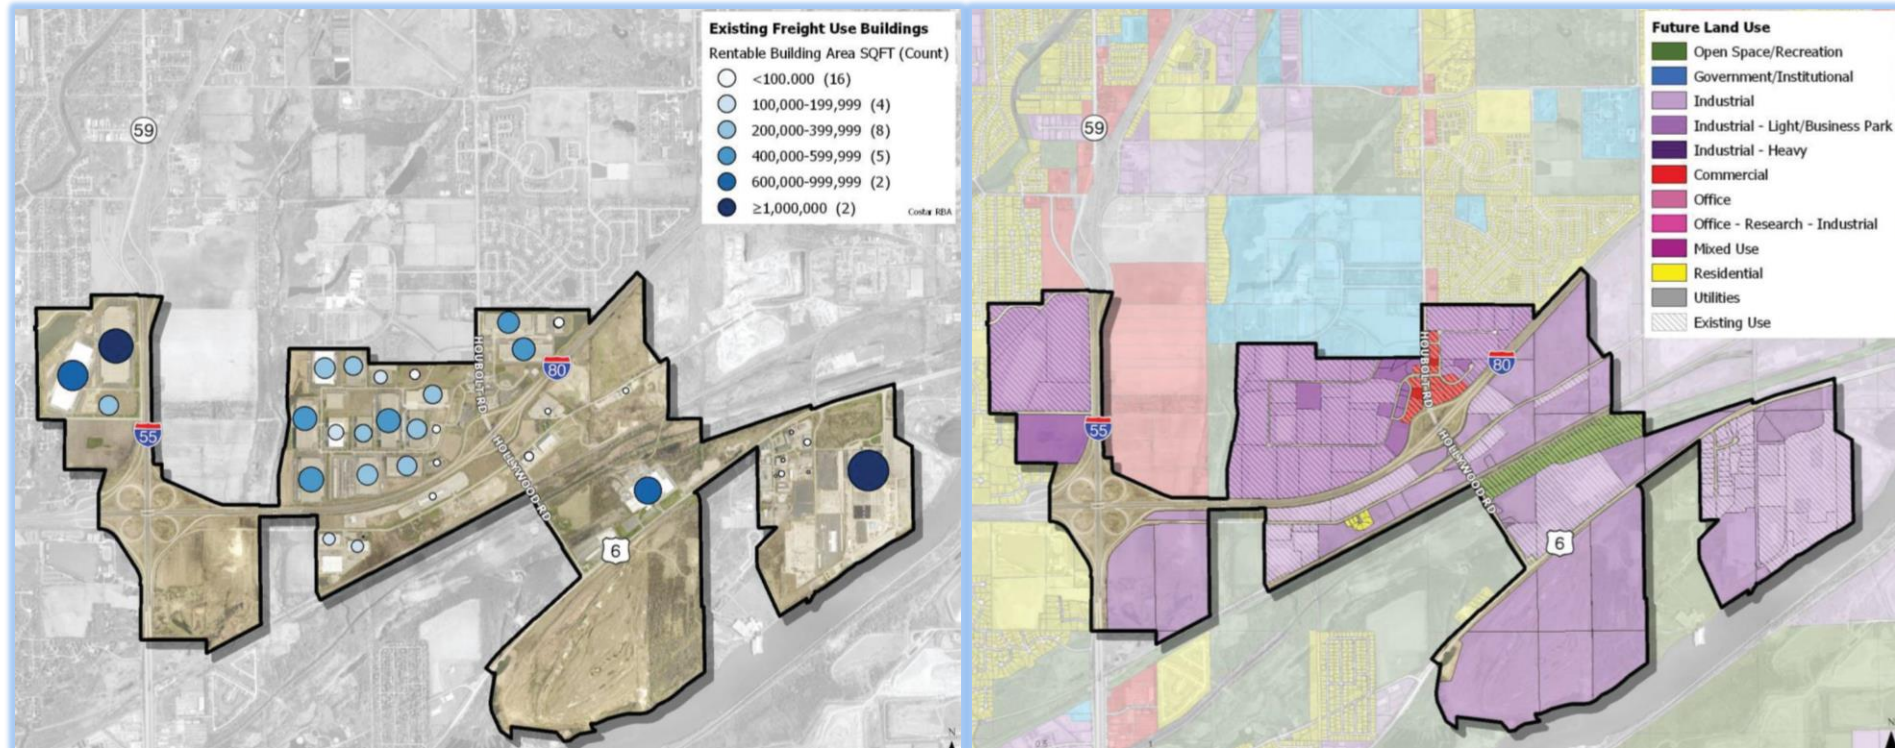 Existing Freight Use Buildings
Rentable Building Area SQFT (Count)
<100.000 (16)
100,000-199,999 (4)
200,000-399,999 (8)
400,000-599,999 (5)
600,000-999,999 (2)
≥1,000,000 (2)
Costar RBA
59
HOUBOLT RD
80
55
HOLLYWOOD RD
6
N
Future Land Use
Open Space/Recreation
Government/Institutional
Industrial
Industrial - Light/Business Park
Industrial - Heavy
Commercial
Office
Office - Research - Industrial
Mixed Use
Residential
Utilities
Existing Use
59
HOUBOLT RD
80
55
HOLLYWOOD RD
6
0.5
1
N